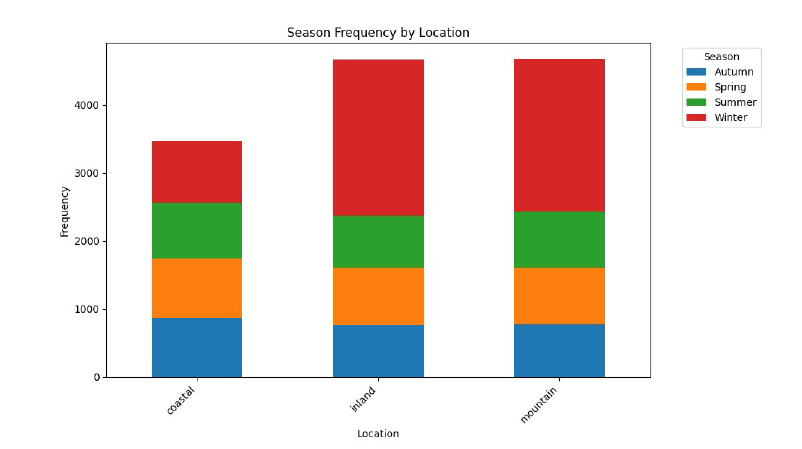 Season Frequency by Location
Season
Autumn
Spring
Summer
Winter
Frequency
4000
3000
2000
1000
0
coastal
inland
mountain
Location